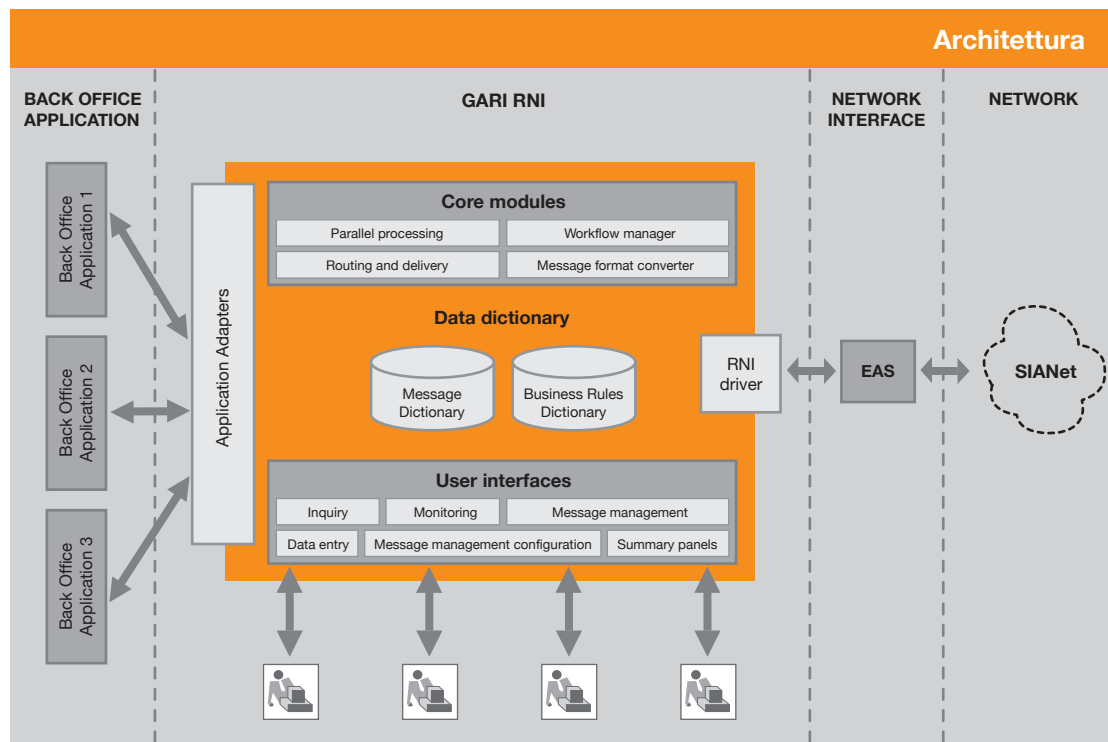 Architettura
BACK OFFICE
APPLICATION
GARI RNI
NETWORK
INTERFACE
NETWORK
Back Office
Application 1
Back Office
Application 2
Back Office
Application 3
Application Adapters
Core modules
Parallel processing
Workflow manager
Routing and delivery
Message format converter
Data dictionary
Message
Dictionary
Business Rules
Dictionary
RNI
driver
EAS
SIANet
User interfaces
Inquiry
Monitoring
Message management
Data entry
Message management configuration
Summary panels